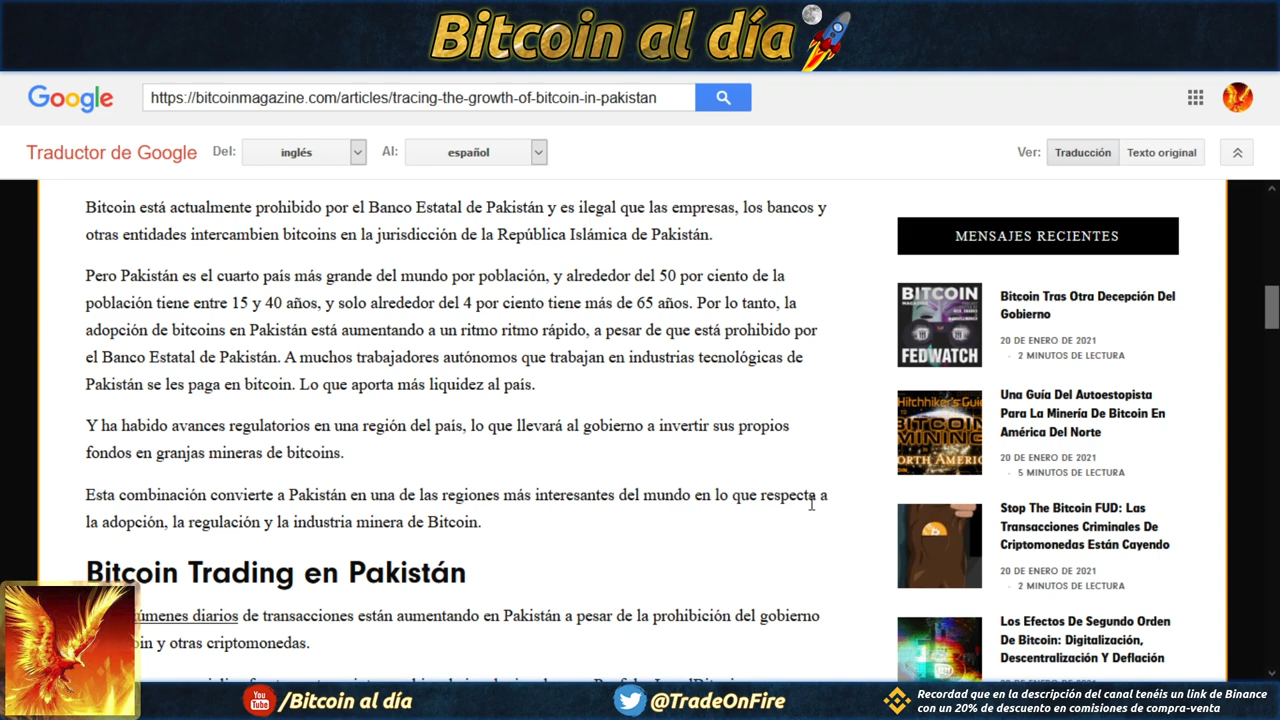 Bitcoin al día
Google
https://bitcoinmagazine.com/articles/tracing-the-growth-of-bitcoin-in-pakistan
Traductor de Google
Del: inglés Al: español
Ver: Traducción Texto original
Bitcoin está actualmente prohibido por el Banco Estatal de Pakistán y es ilegal que las empresas, los bancos y
otras entidades intercambien bitcoins en la jurisdicción de la República Islámica de Pakistán.
Pero Pakistán es el cuarto país más grande del mundo por población, y alrededor del 50 por ciento de la
población tiene entre 15 y 40 años, y solo alrededor del 4 por ciento tiene más de 65 años. Por lo tanto, la
adopción de bitcoins en Pakistán está aumentando a un ritmo ritmo rápido, a pesar de que está prohibido por
el Banco Estatal de Pakistán. A muchos trabajadores autónomos que trabajan en industrias tecnológicas de
Pakistán se les paga en bitcoin. Lo que aporta más liquidez al país.
Y ha habido avances regulatorios en una región del país, lo que llevará al gobierno a invertir sus propios
fondos en granjas mineras de bitcoins.
Esta combinación convierte a Pakistán en una de las regiones más interesantes del mundo en lo que respecta a
la adopción, la regulación y la industria minera de Bitcoin.
Bitcoin Trading en Pakistán
diarios de transacciones están aumentando en Pakistán a pesar de la prohibición del gobierno
y otras criptomonedas.
MENSAJES RECIENTES
BITCOIN
MAGAZINE
FEDWATCH
Bitcoin Tras Otra Decepción Del
Gobierno
20 DE ENERO DE 2021
· 2 MINUTOS DE LECTURA
Hitchhiker's Guide
TO
BITCOIN
MINING
NORTH AMERIC
Una Guía Del Autoestopista
Para La Minería De Bitcoin En
América Del Norte
20 DE ENERO DE 2021
· 5 MINUTOS DE LECTURA
Stop The Bitcoin FUD: Las
Transacciones Criminales De
Criptomonedas Están Cayendo
20 DE ENERO DE 2021
· 2 MINUTOS DE LECTURA
Los Efectos De Segundo Orden
De Bitcoin: Digitalización,
Descentralización Y Deflación
You Tube /Bitcoin al día
@TradeOnFire
Recordad que en la descripción del canal tenéis un link de Binance
con un 20% de descuento en comisiones de compra-venta